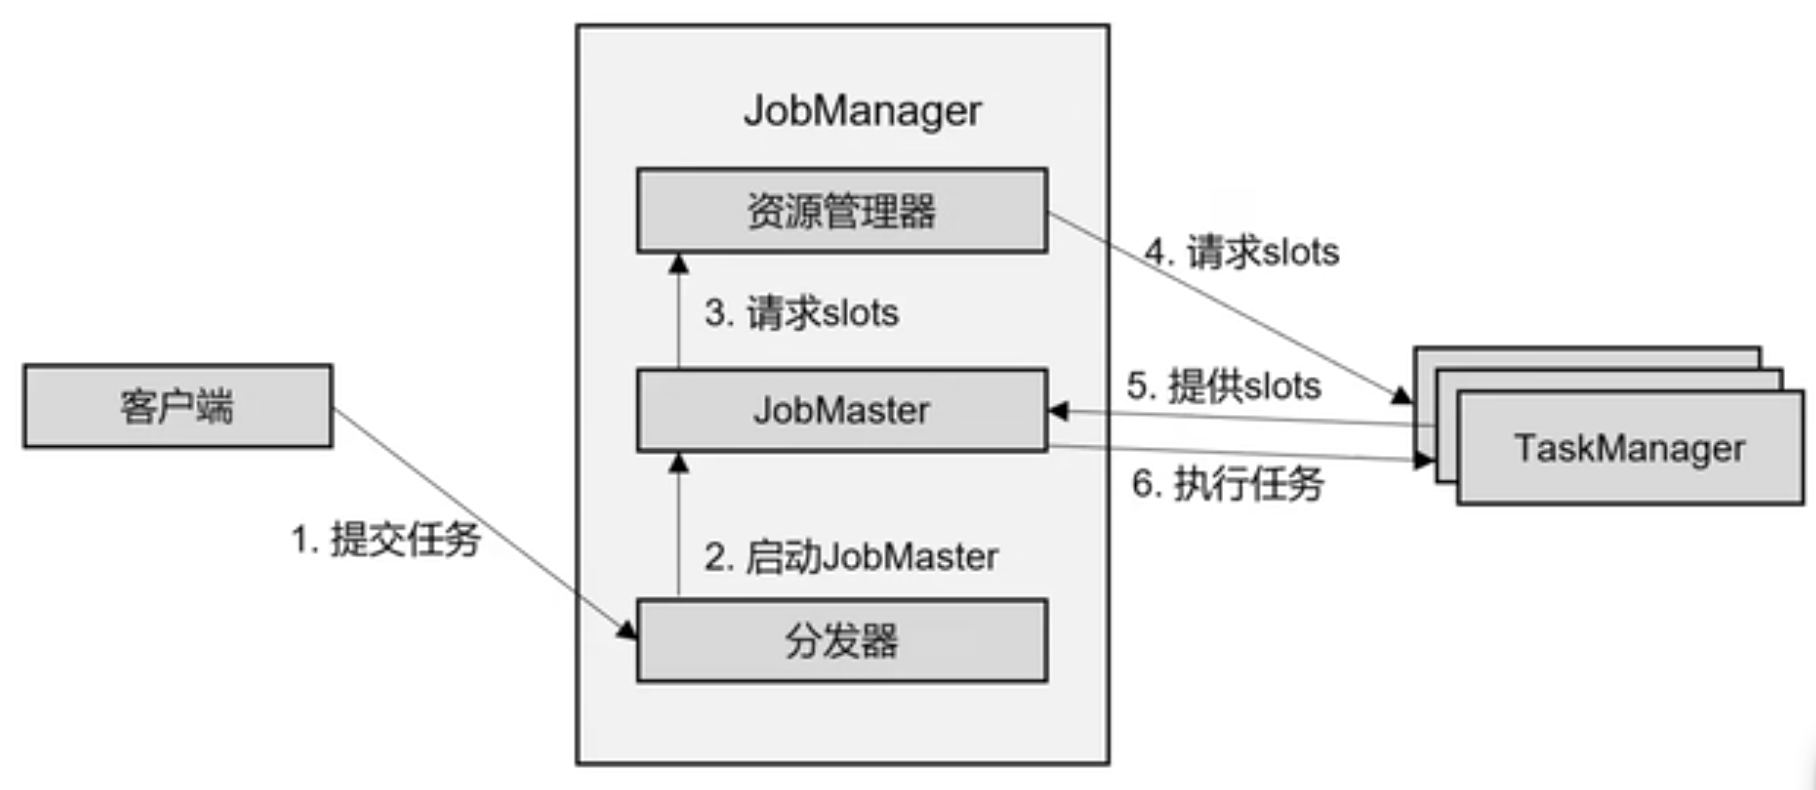 JobManager
资源管理器
4. 请求slots
3. 请求slots
客户端
JobMaster
5. 提供slots
TaskManager
6. 执行任务
1. 提交任务
2. 启动JobMaster
分发器